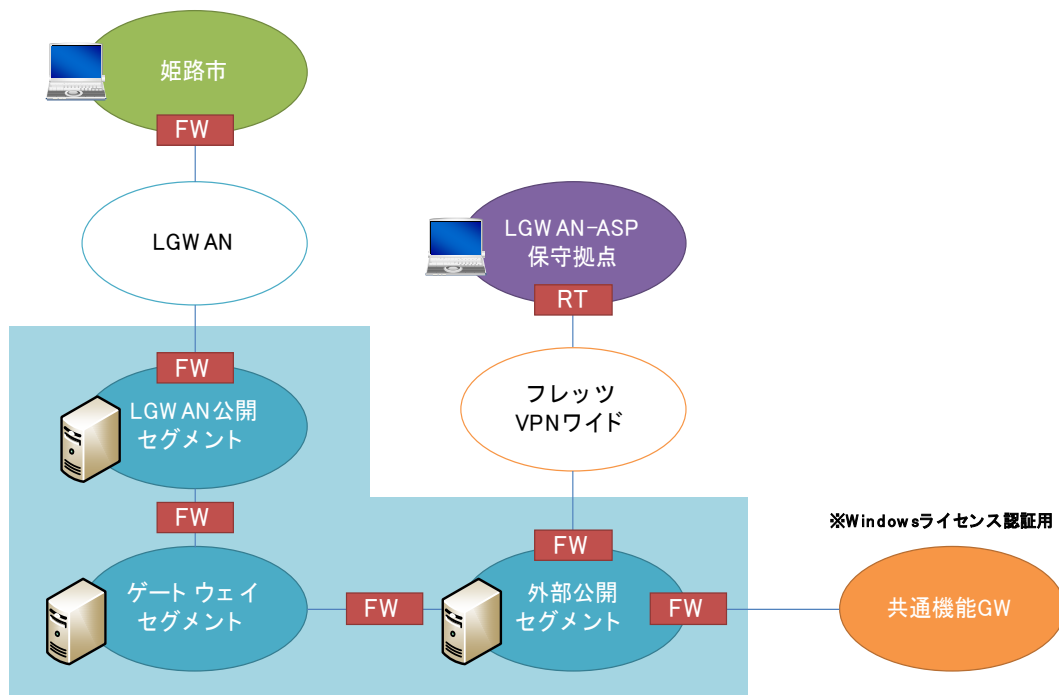 姫路市
FW
LGWAN
LGWAN-ASP
保守拠点
RT
FW
LGWAN公開
セグメント
フレッツ
VPNワイド
FW
※Windowsライセンス認証用
FW
ゲートウェイ
セグメント
FW
外部公開
セグメント
FW
共通機能GW